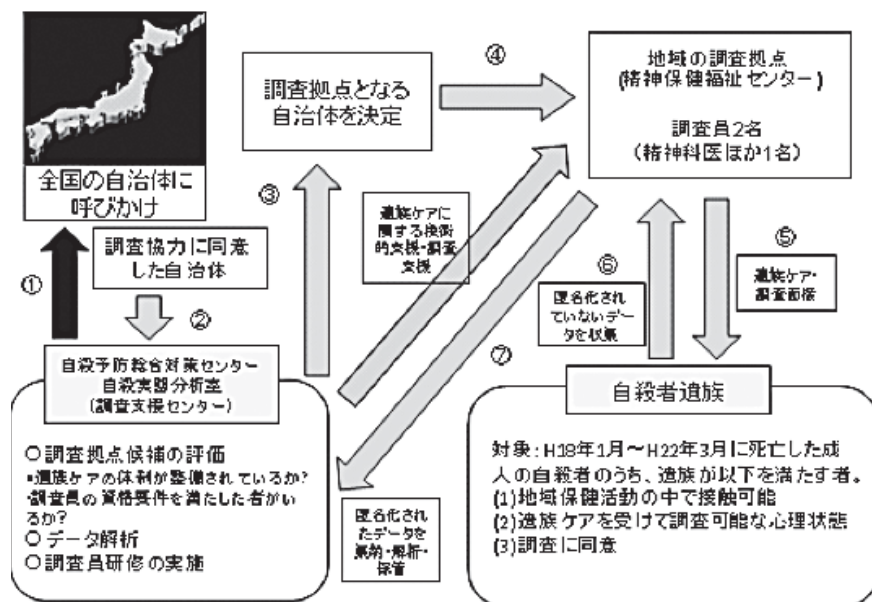 全国の自治体に
呼びかけ
①
調査協力に同意
した自治体
②
自殺予防総合対策センター
自殺実態分析室
(調査支援センター)
○調査拠点候補の評価
・遺族ケアの体制が整備されているか?
・調査員の資格要件を満たした者がい
るか?
○データ解析
○調査員研修の実施
③
調査拠点となる
自治体を決定
④
地域の調査拠点
(精神保健福祉センター)
調査員2名
(精神科医ほか1名)
遺族ケアに
関する技術
的支援・調査
支援
⑤
遺族ケア・
調査面接
⑥
匿名化され
ていないデー
タを収集
⑦
匿名化され
たデータを
集納・解析・
保管
自殺者遺族
対象:H18年1月~H22年3月に死亡した成
人の自殺者のうち、遺族が以下を満たす者。
(1)地域保健活動の中で接触可能
(2)遺族ケアを受けて調査可能な心理状態
(3)調査に同意